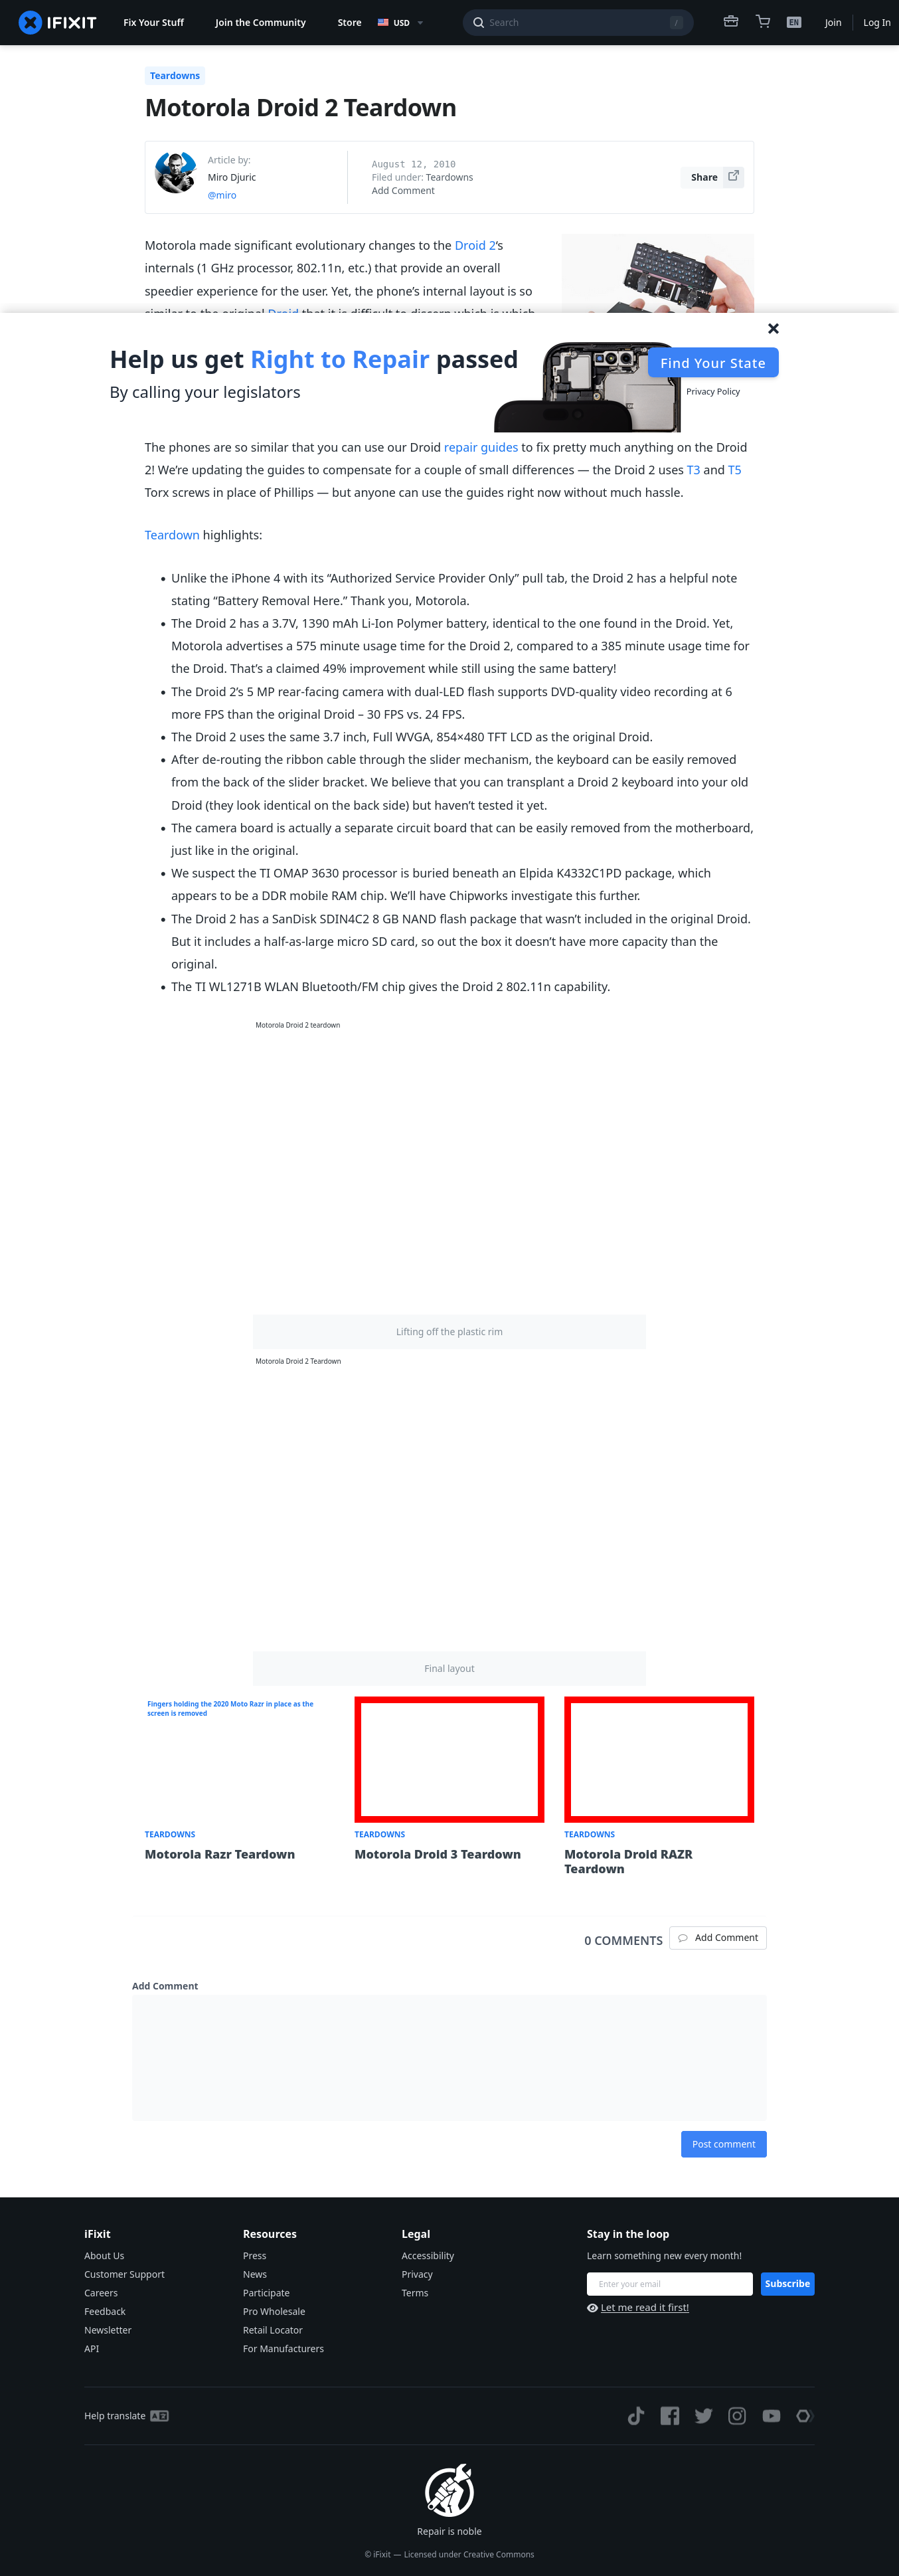 IFIXIT
Fix Your Stuff
Join the Community
Store
USD
Search
/
EN
Join
Log In
Teardowns
Motorola Droid 2 Teardown
Article by:
Miro Djuric
@miro
August 12, 2010
Filed under: Teardowns
Add Comment
Share
Motorola made significant evolutionary changes to the Droid 2‘s
internals (1 GHz processor, 802.11n, etc.) that provide an overall
speedier experience for the user. Yet, the phone’s internal layout is so
similar to the original Droid that it is difficult to discern which is which
Help us get Right to Repair passed
By calling your legislators
Find Your State
Privacy Policy
The phones are so similar that you can use our Droid repair guides to fix pretty much anything on the Droid
2! We’re updating the guides to compensate for a couple of small differences — the Droid 2 uses T3 and T5
Torx screws in place of Phillips — but anyone can use the guides right now without much hassle.
Teardown highlights:
Unlike the iPhone 4 with its “Authorized Service Provider Only” pull tab, the Droid 2 has a helpful note
stating “Battery Removal Here.” Thank you, Motorola.
The Droid 2 has a 3.7V, 1390 mAh Li-Ion Polymer battery, identical to the one found in the Droid. Yet,
Motorola advertises a 575 minute usage time for the Droid 2, compared to a 385 minute usage time for
the Droid. That’s a claimed 49% improvement while still using the same battery!
The Droid 2’s 5 MP rear-facing camera with dual-LED flash supports DVD-quality video recording at 6
more FPS than the original Droid – 30 FPS vs. 24 FPS.
The Droid 2 uses the same 3.7 inch, Full WVGA, 854×480 TFT LCD as the original Droid.
After de-routing the ribbon cable through the slider mechanism, the keyboard can be easily removed
from the back of the slider bracket. We believe that you can transplant a Droid 2 keyboard into your old
Droid (they look identical on the back side) but haven’t tested it yet.
The camera board is actually a separate circuit board that can be easily removed from the motherboard,
just like in the original.
We suspect the TI OMAP 3630 processor is buried beneath an Elpida K4332C1PD package, which
appears to be a DDR mobile RAM chip. We’ll have Chipworks investigate this further.
The Droid 2 has a SanDisk SDIN4C2 8 GB NAND flash package that wasn’t included in the original Droid.
But it includes a half-as-large micro SD card, so out the box it doesn’t have more capacity than the
original.
The TI WL1271B WLAN Bluetooth/FM chip gives the Droid 2 802.11n capability.
Motorola Droid 2 teardown
Lifting off the plastic rim
Motorola Droid 2 Teardown
Final layout
Fingers holding the 2020 Moto Razr in place as the
screen is removed
TEARDOWNS
Motorola Razr Teardown
TEARDOWNS
Motorola Droid 3 Teardown
TEARDOWNS
Motorola Droid RAZR
Teardown
0 COMMENTS
Add Comment
Add Comment
Post comment
iFixit
About Us
Customer Support
Careers
Feedback
Newsletter
API
Resources
Press
News
Participate
Pro Wholesale
Retail Locator
For Manufacturers
Legal
Accessibility
Privacy
Terms
Stay in the loop
Learn something new every month!
Enter your email
Subscribe
Let me read it first!
Help translate
Repair is noble
© iFixit — Licensed under Creative Commons